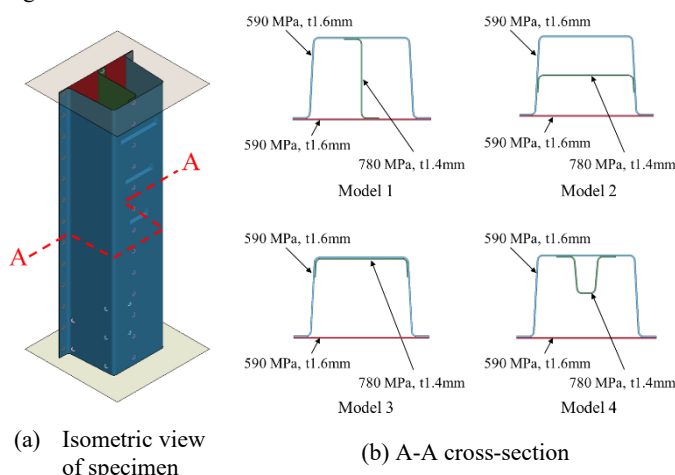 A
A
(a) Isometric view
of specimen
590 MPa, t1.6mm
590 MPa, t1.6mm
780 MPa, t1.4mm
Model 1
590 MPa, t1.6mm
590 MPa, t1.6mm
780 MPa, t1.4mm
Model 2
590 MPa, t1.6mm
590 MPa, t1.6mm
780 MPa, t1.4mm
Model 3
590 MPa, t1.6mm
590 MPa, t1.6mm
780 MPa, t1.4mm
Model 4
(b) A-A cross-section